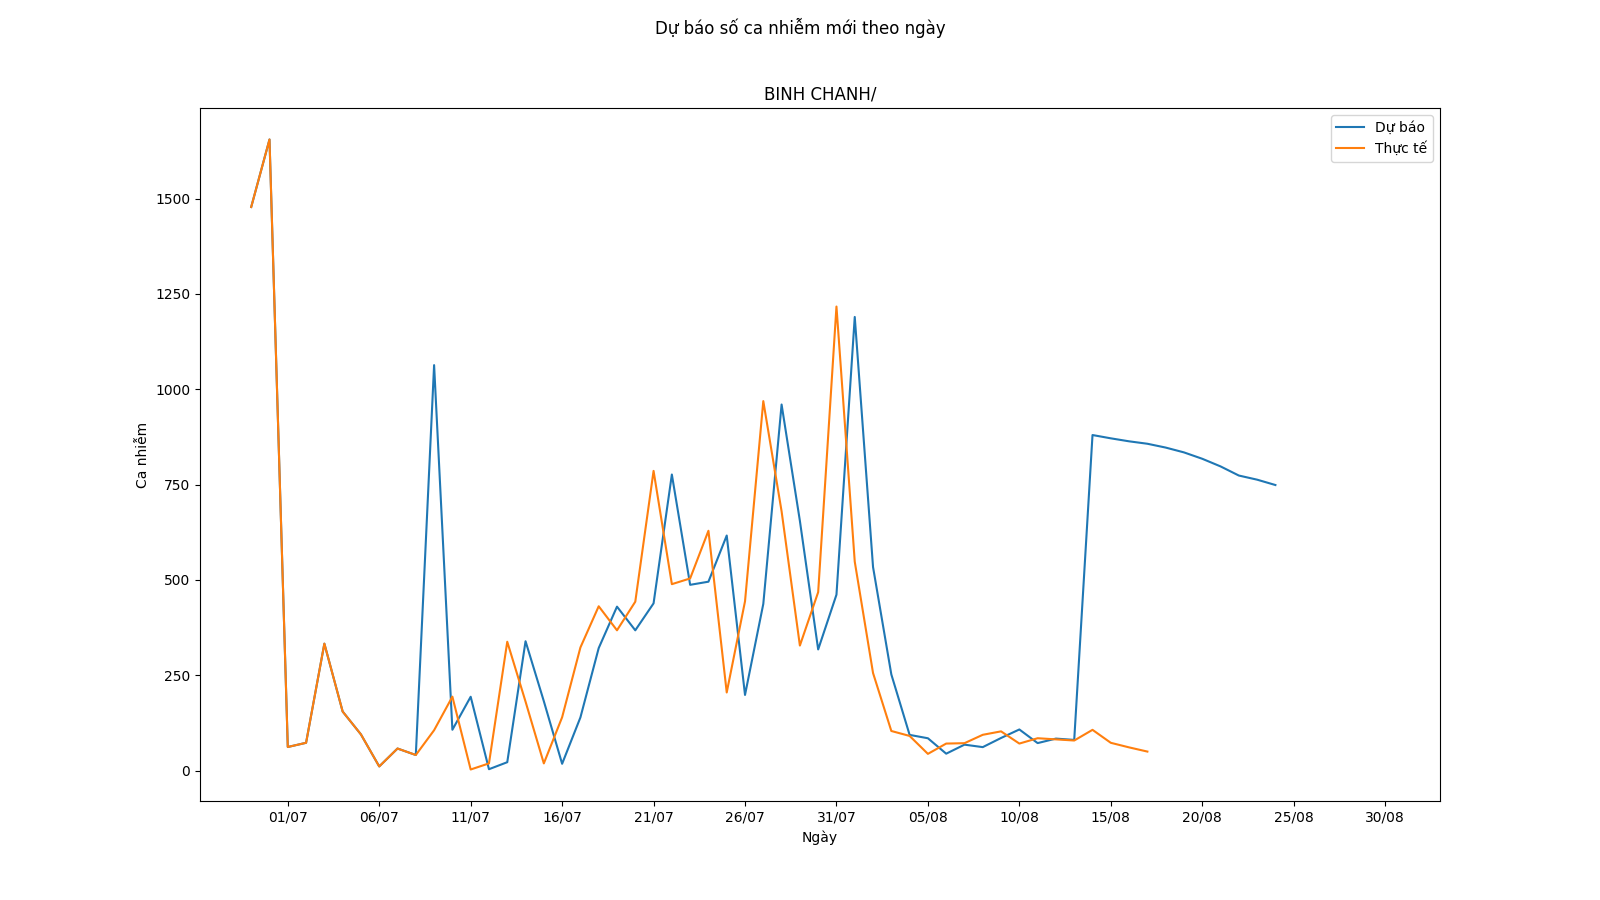 Dự báo số ca nhiễm mới theo ngày
BINH CHANH/
Dự báo
Thực tế
1500
1250
1000
750
500
250
0
Ca nhiễm
01/07 06/07 11/07 16/07 21/07 26/07 31/07 05/08 10/08 15/08 20/08 25/08 30/08
Ngày